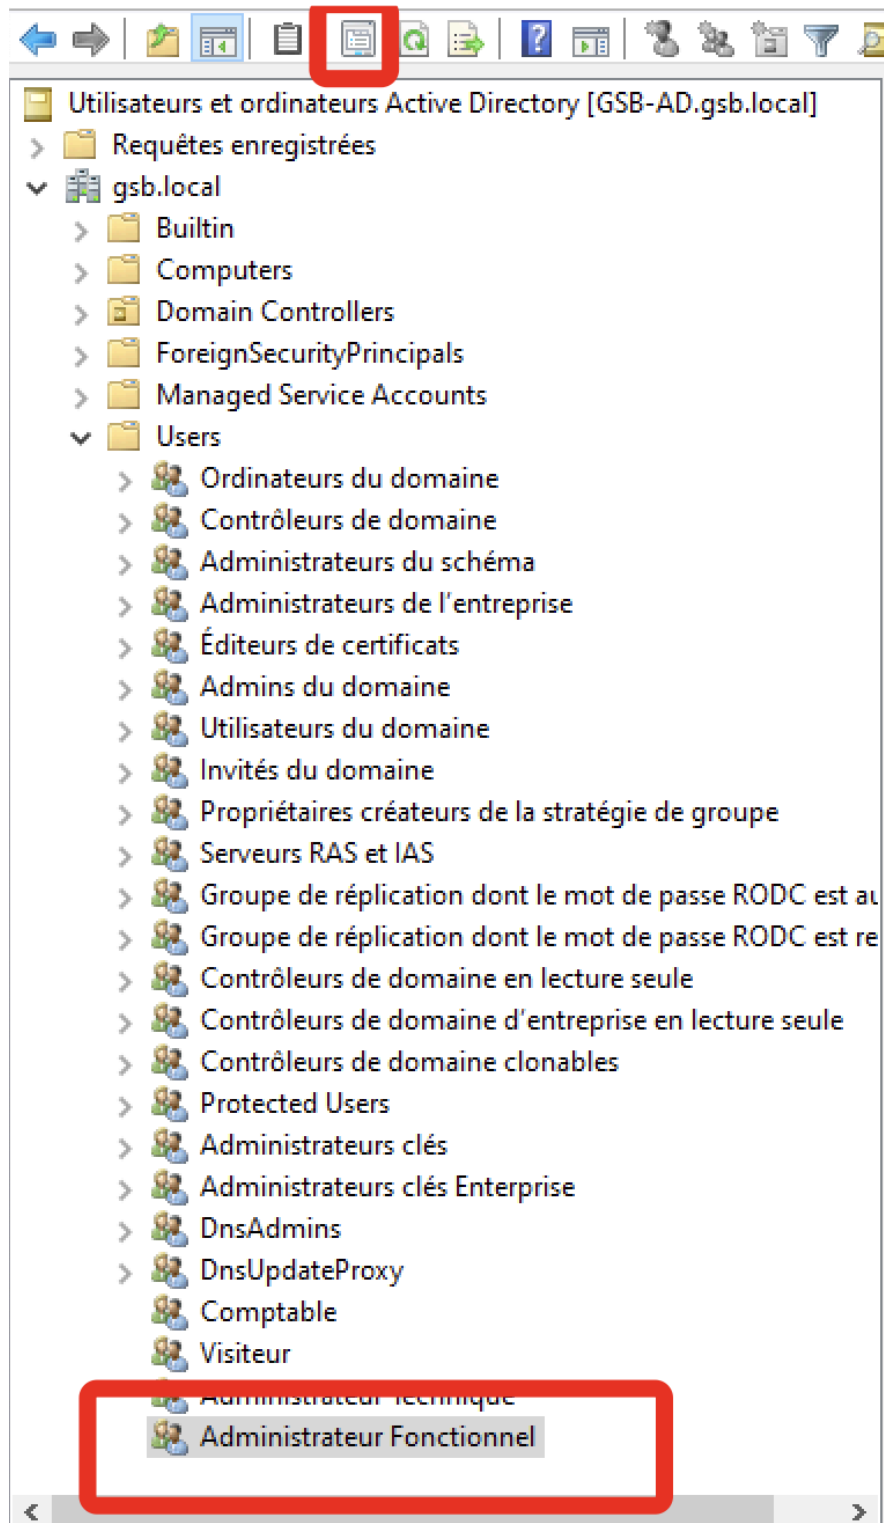 Utilisateurs et ordinateurs Active Directory [GSB-AD.gsb.local]
Requêtes enregistrées
gsb.local
Builtin
Computers
Domain Controllers
ForeignSecurityPrincipals
Managed Service Accounts
Users
Ordinateurs du domaine
Contrôleurs de domaine
Administrateurs du schéma
Administrateurs de l'entreprise
Éditeurs de certificats
Admins du domaine
Utilisateurs du domaine
Invités du domaine
Propriétaires créateurs de la stratégie de groupe
Serveurs RAS et IAS
Groupe de réplication dont le mot de passe RODC est au
Groupe de réplication dont le mot de passe RODC est re
Contrôleurs de domaine en lecture seule
Contrôleurs de domaine d'entreprise en lecture seule
Contrôleurs de domaine clonables
Protected Users
Administrateurs clés
Administrateurs clés Enterprise
DnsAdmins
DnsUpdateProxy
Comptable
Visiteur
Administrateur Technique
Administrateur Fonctionnel